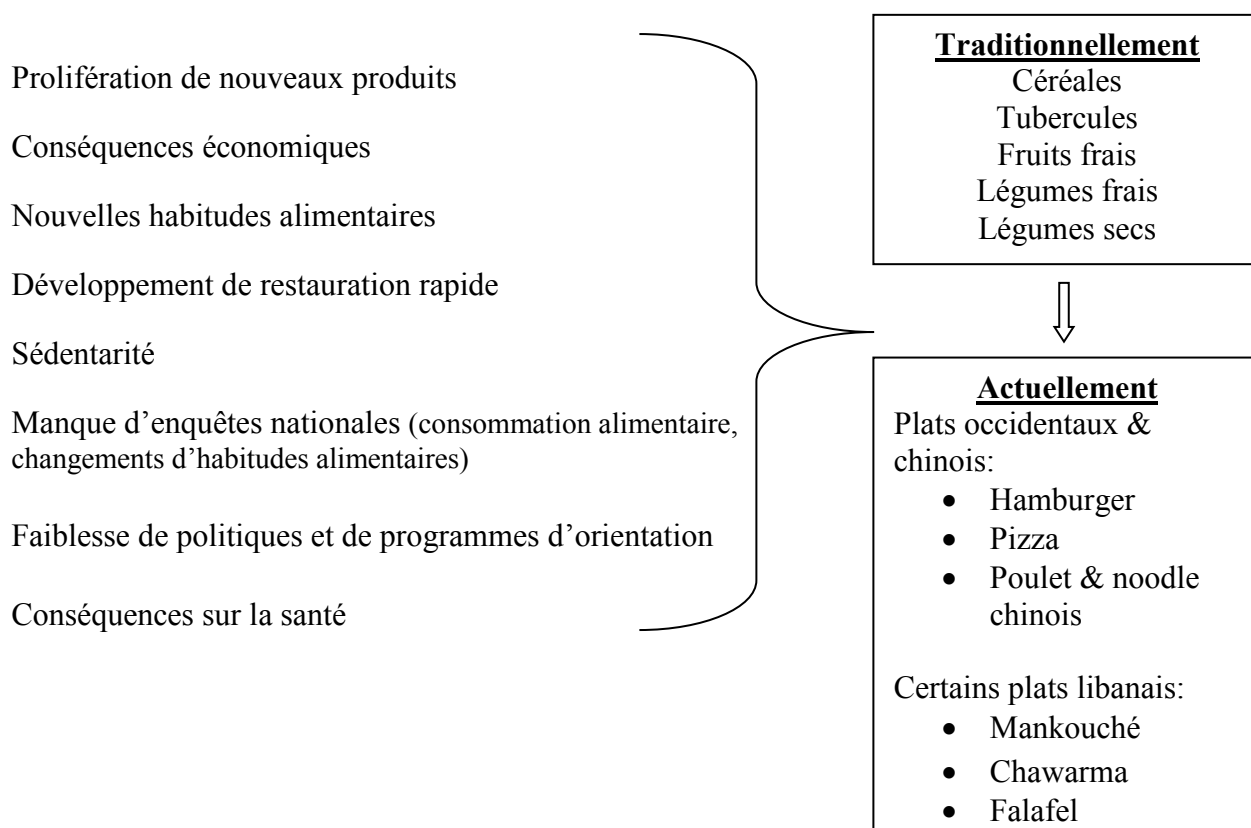 Prolifération de nouveaux produits
Conséquences économiques
Nouvelles habitudes alimentaires
Développement de restauration rapide
Sédentarité
Manque d’enquêtes nationales (consommation alimentaire,
changements d’habitudes alimentaires)
Faiblesse de politiques et de programmes d’orientation
Conséquences sur la santé
Traditionnellement
Céréales
Tubercules
Fruits frais
Légumes frais
Légumes secs
Actuellement
Plats occidentaux &
chinois:
• Hamburger
• Pizza
• Poulet & noodle
chinois
Certains plats libanais:
• Mankouché
• Chawarma
• Falafel